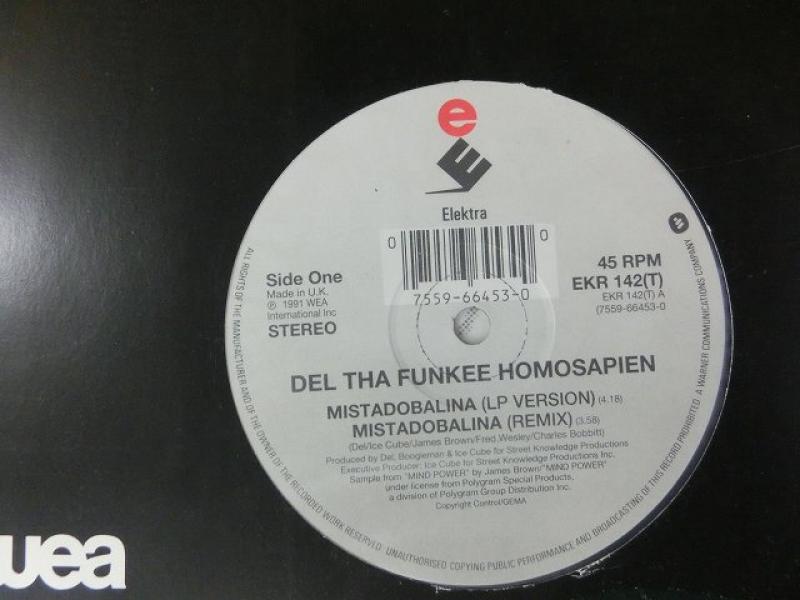 e
E
Elektra
0 0
7559-66453-0
Side One
Made in U.K.
℗ 1991 WEA
International Inc
STEREO
45 RPM
EKR 142(T)
EKR 142(T) A
(7559-66453-0
DEL THA FUNKEE HOMOSAPIEN
MISTADOBALINA (LP VERSION) (4.18)
MISTADOBALINA (REMIX) (3.58)
(Del/Ice Cube/James Brown/Fred Wesley/Charles Bobbitt)
Produced by Del, Boogieman & Ice Cube for Street Knowledge Productions
Executive Producer: Ice Cube for Street Knowledge Productions Inc.
Sample from "MIND POWER" by James Brown/"MIND POWER"
under license from Polygram Special Products,
a division of Polygram Group Distribution Inc.
Copyright Control/GEMA
ALL RIGHTS OF THE MANUFACTURER AND OF THE OWNER OF THE RECORDED WORK RESERVED UNAUTHORISED COPYING PUBLIC PERFORMANCE AND BROADCASTING OF THIS RECORD PROHIBITED A WARNER COMMUNICATIONS COMPANY
wea